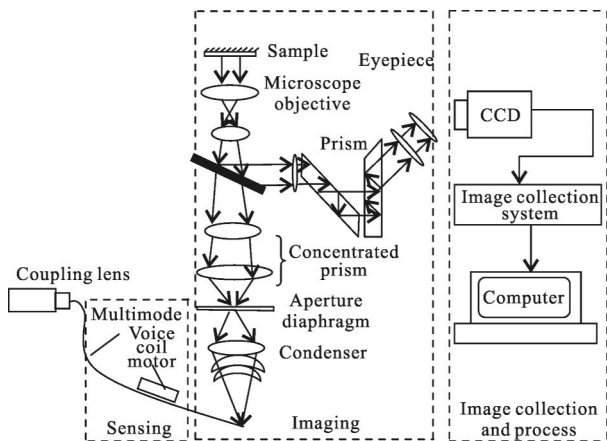 Sample
Microscope
objective
Eyepiece
Prism
Concentrated
prism
Aperture
diaphragm
Condenser
Imaging
Coupling lens
Multimode
Voice
coil
motor
Sensing
CCD
Image collection
system
Computer
Image collection
and process